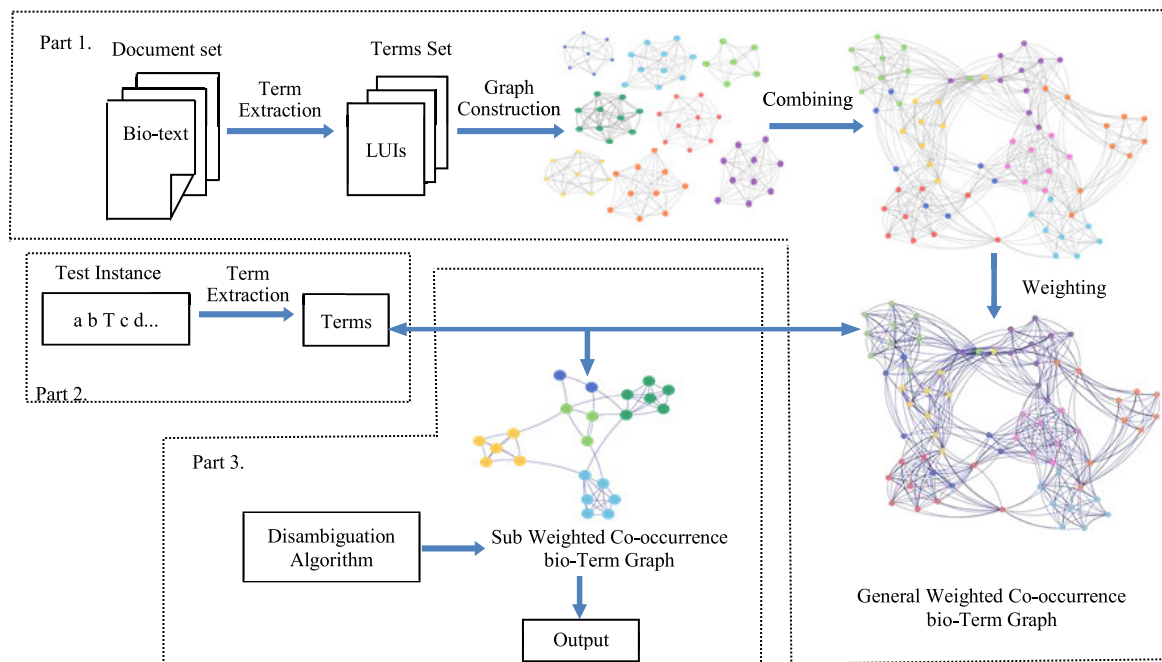 Part 1.
Document set
Bio-text
Term
Extraction
Terms Set
LUIs
Graph
Construction
Combining
Weighting
General Weighted Co-occurrence
bio-Term Graph
Test Instance
a b T c d...
Term
Extraction
Terms
Part 2.
Part 3.
Disambiguation
Algorithm
Sub Weighted Co-occurrence
bio-Term Graph
Output